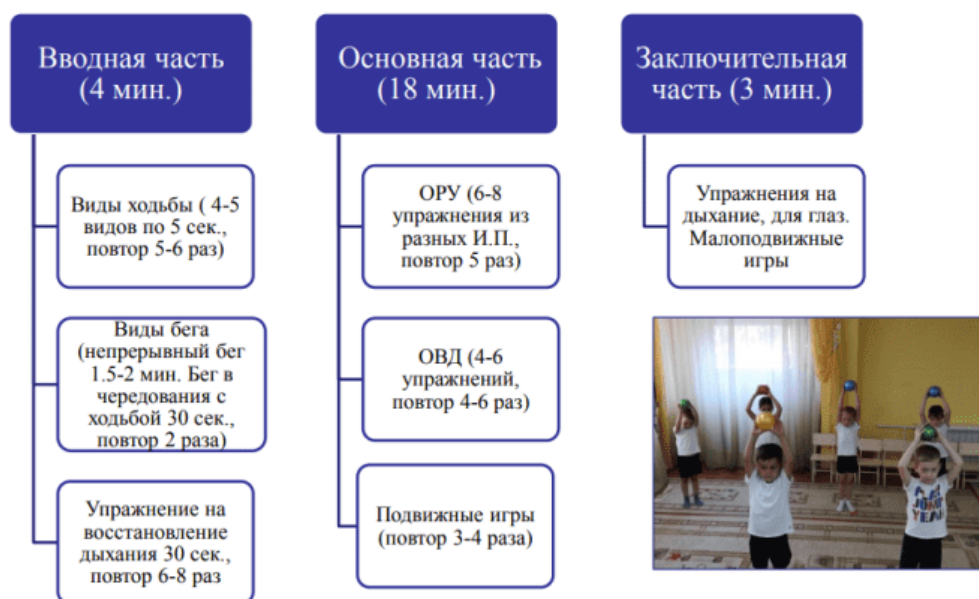 Вводная часть
(4 мин.)
Виды ходьбы ( 4-5
видов по 5 сек.,
повтор 5-6 раз)
Виды бега
(непрерывный бег
1.5-2 мин. Бег в
чередования с
ходьбой 30 сек.,
повтор 2 раза)
Упражнение на
восстановление
дыхания 30 сек.,
повтор 6-8 раз
Основная часть
(18 мин.)
ОРУ (6-8
упражнения из
разных И.П.,
повтор 5 раз)
ОВД (4-6
упражнений,
повтор 4-6 раз)
Подвижные игры
(повтор 3-4 раза)
Заключительная
часть (3 мин.)
Упражнения на
дыхание, для глаз.
Малоподвижные
игры